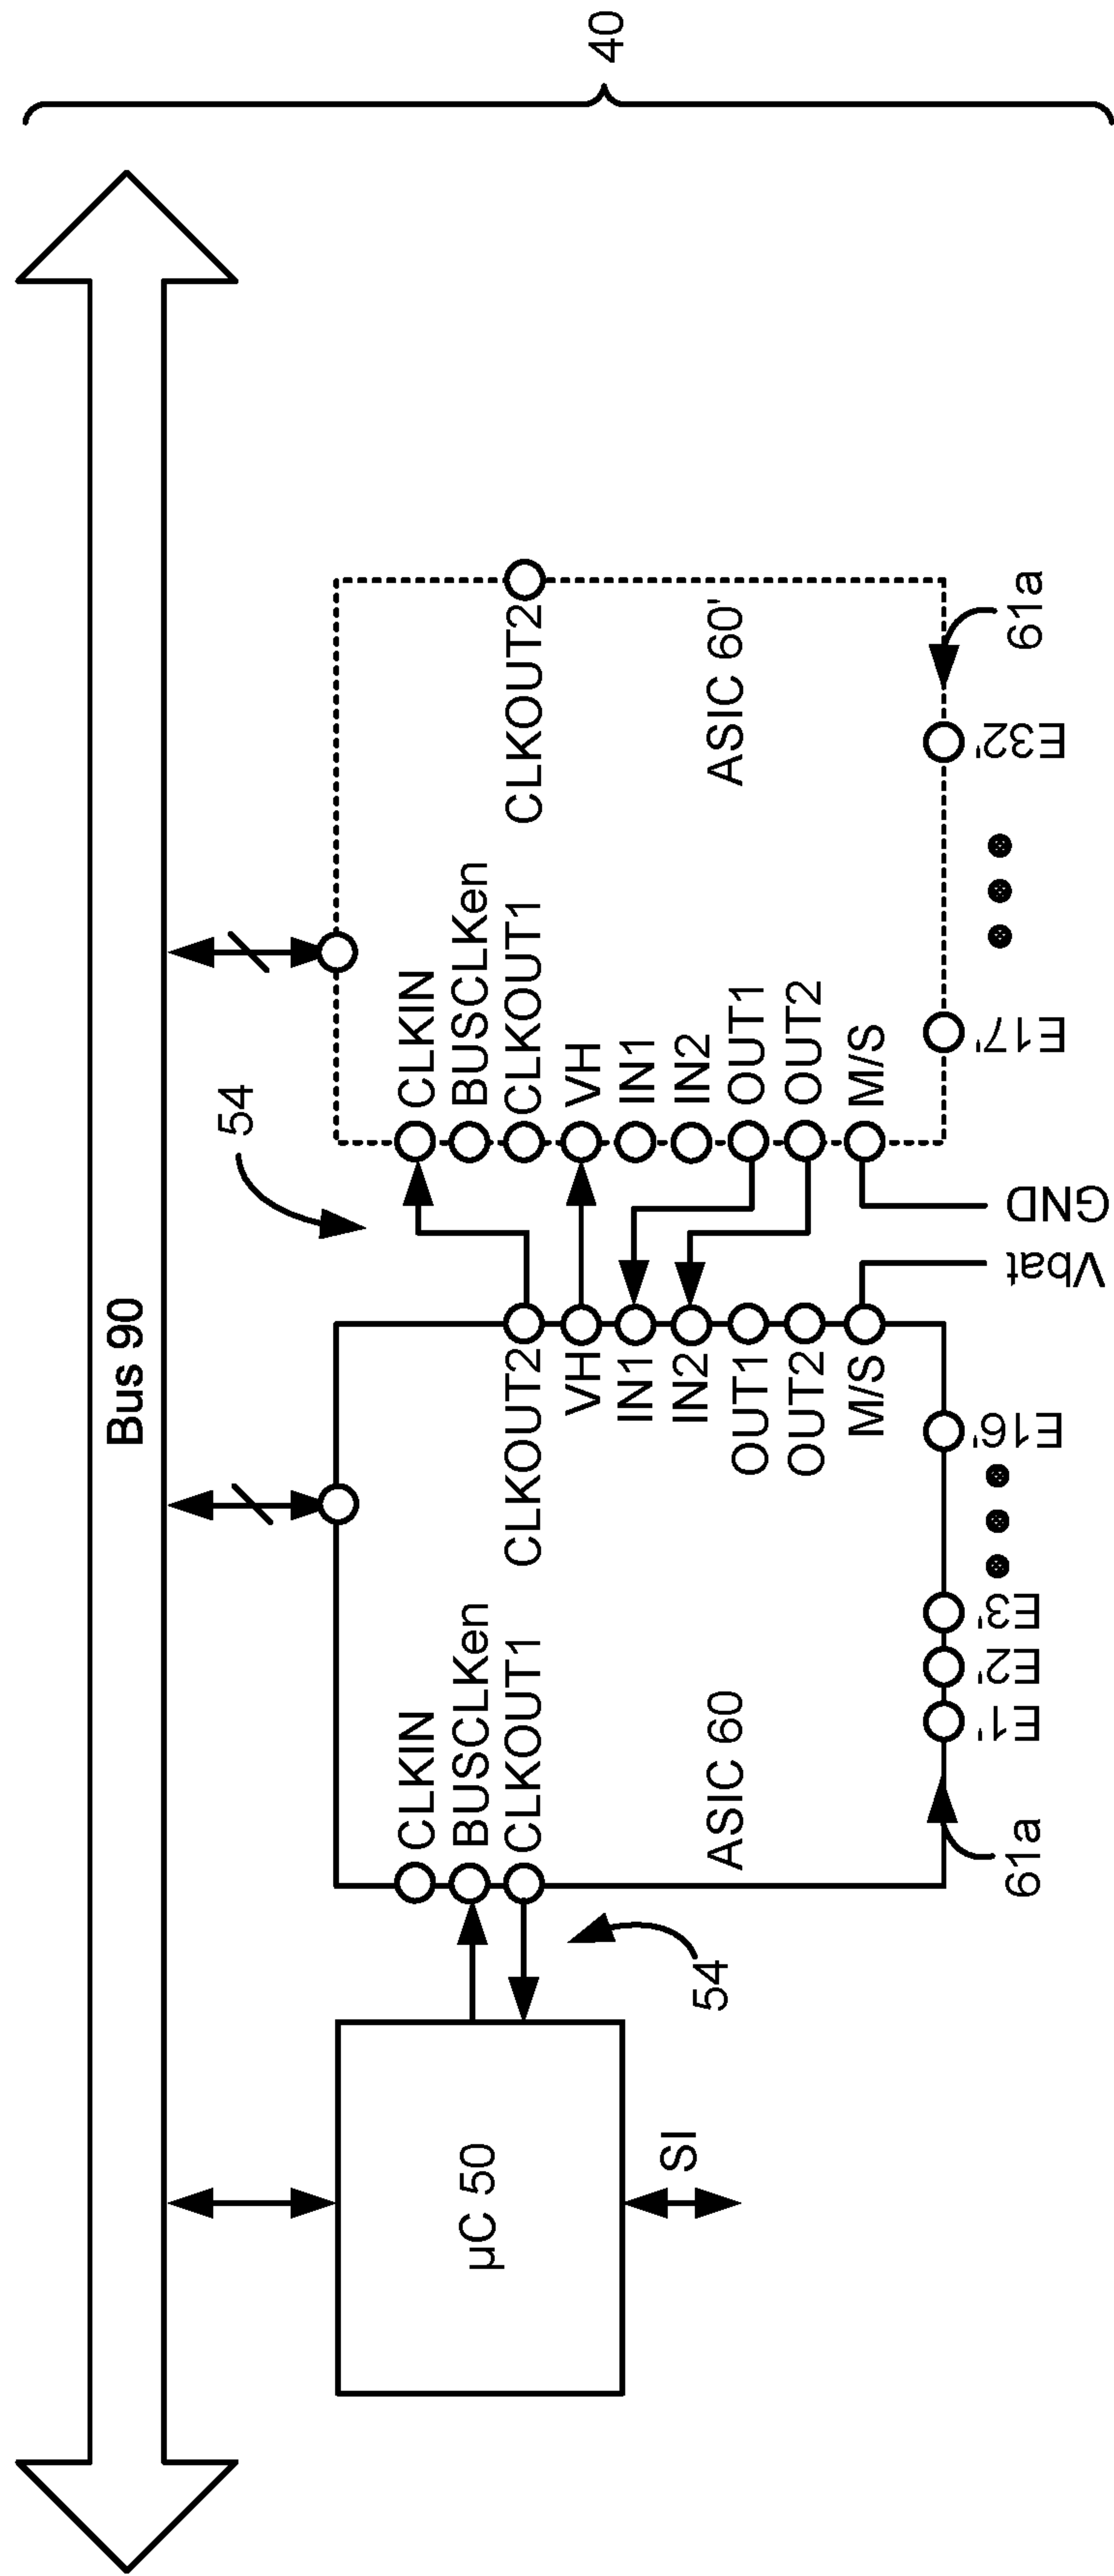 Bus 90
40
54
µC 50
SI
54
CLKIN
BUSCLKen
CLKOUT1
ASIC 60
CLKOUT2
VH
IN1
IN2
OUT1
OUT2
M/S
61a
E1'
E2'
E3'
E16'
Vbat
GND
CLKIN
BUSCLKen
CLKOUT1
VH
IN1
IN2
OUT1
OUT2
M/S
CLKOUT2
ASIC 60'
E17'
E32'
61a